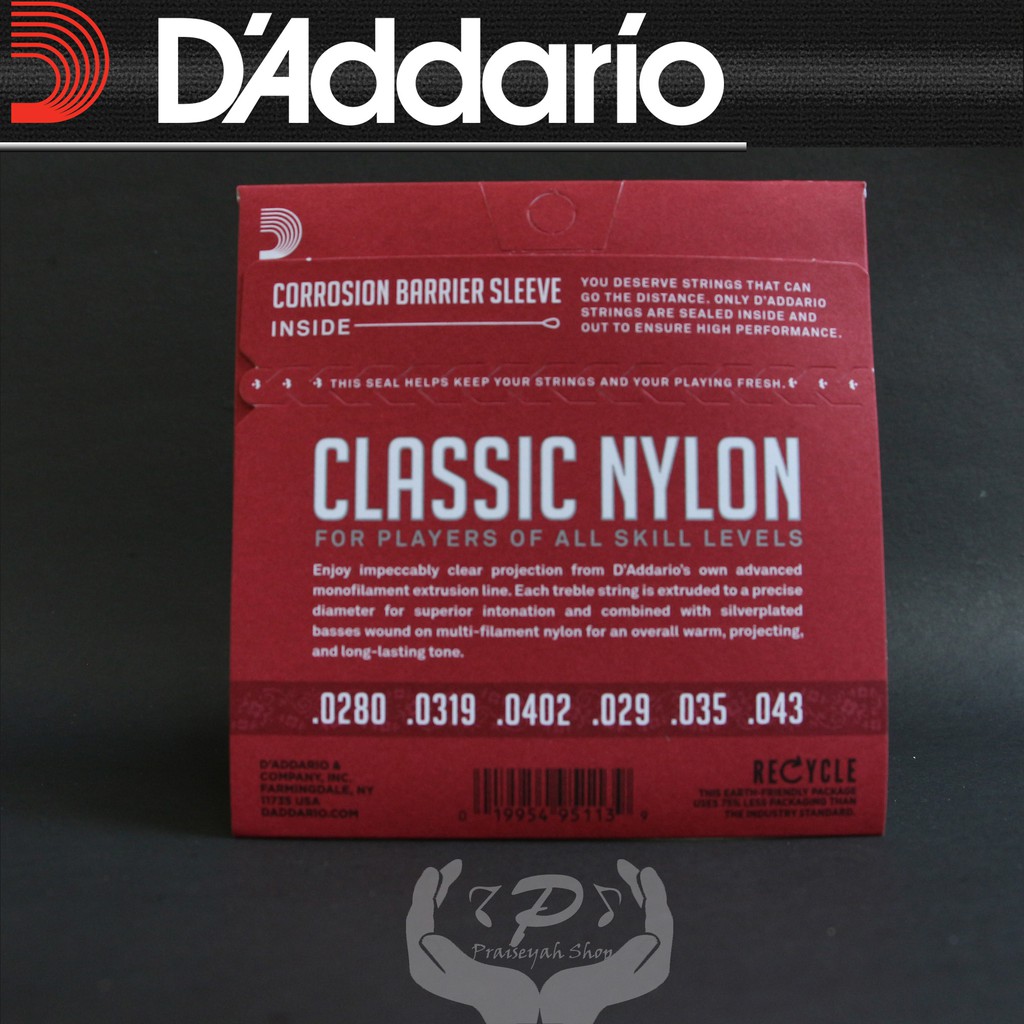 D'Addario
CORROSION BARRIER SLEEVE
INSIDE
YOU DESERVE STRINGS THAT CAN
GO THE DISTANCE. ONLY D'ADDARIO
STRINGS ARE SEALED INSIDE AND
OUT TO ENSURE HIGH PERFORMANCE.
THIS SEAL HELPS KEEP YOUR STRINGS AND YOUR PLAYING FRESH.
CLASSIC NYLON
FOR PLAYERS OF ALL SKILL LEVELS
Enjoy impeccably clear projection from D'Addario's own advanced
monofilament extrusion line. Each treble string is extruded to a precise
diameter for superior intonation and combined with silverplated
basses wound on multi-filament nylon for an overall warm, projecting,
and long-lasting tone.
.0280 .0319 .0402 .029 .035 .043
D'ADDARIO &
COMPANY, INC.
FARMINGDALE, NY
11735 USA
DADDARIO.COM
0 19954 95113 9
RECYCLE
THIS EARTH-FRIENDLY PACKAGE
USES 75% LESS PACKAGING THAN
THE INDUSTRY STANDARD.
P
Praiseyah Shop